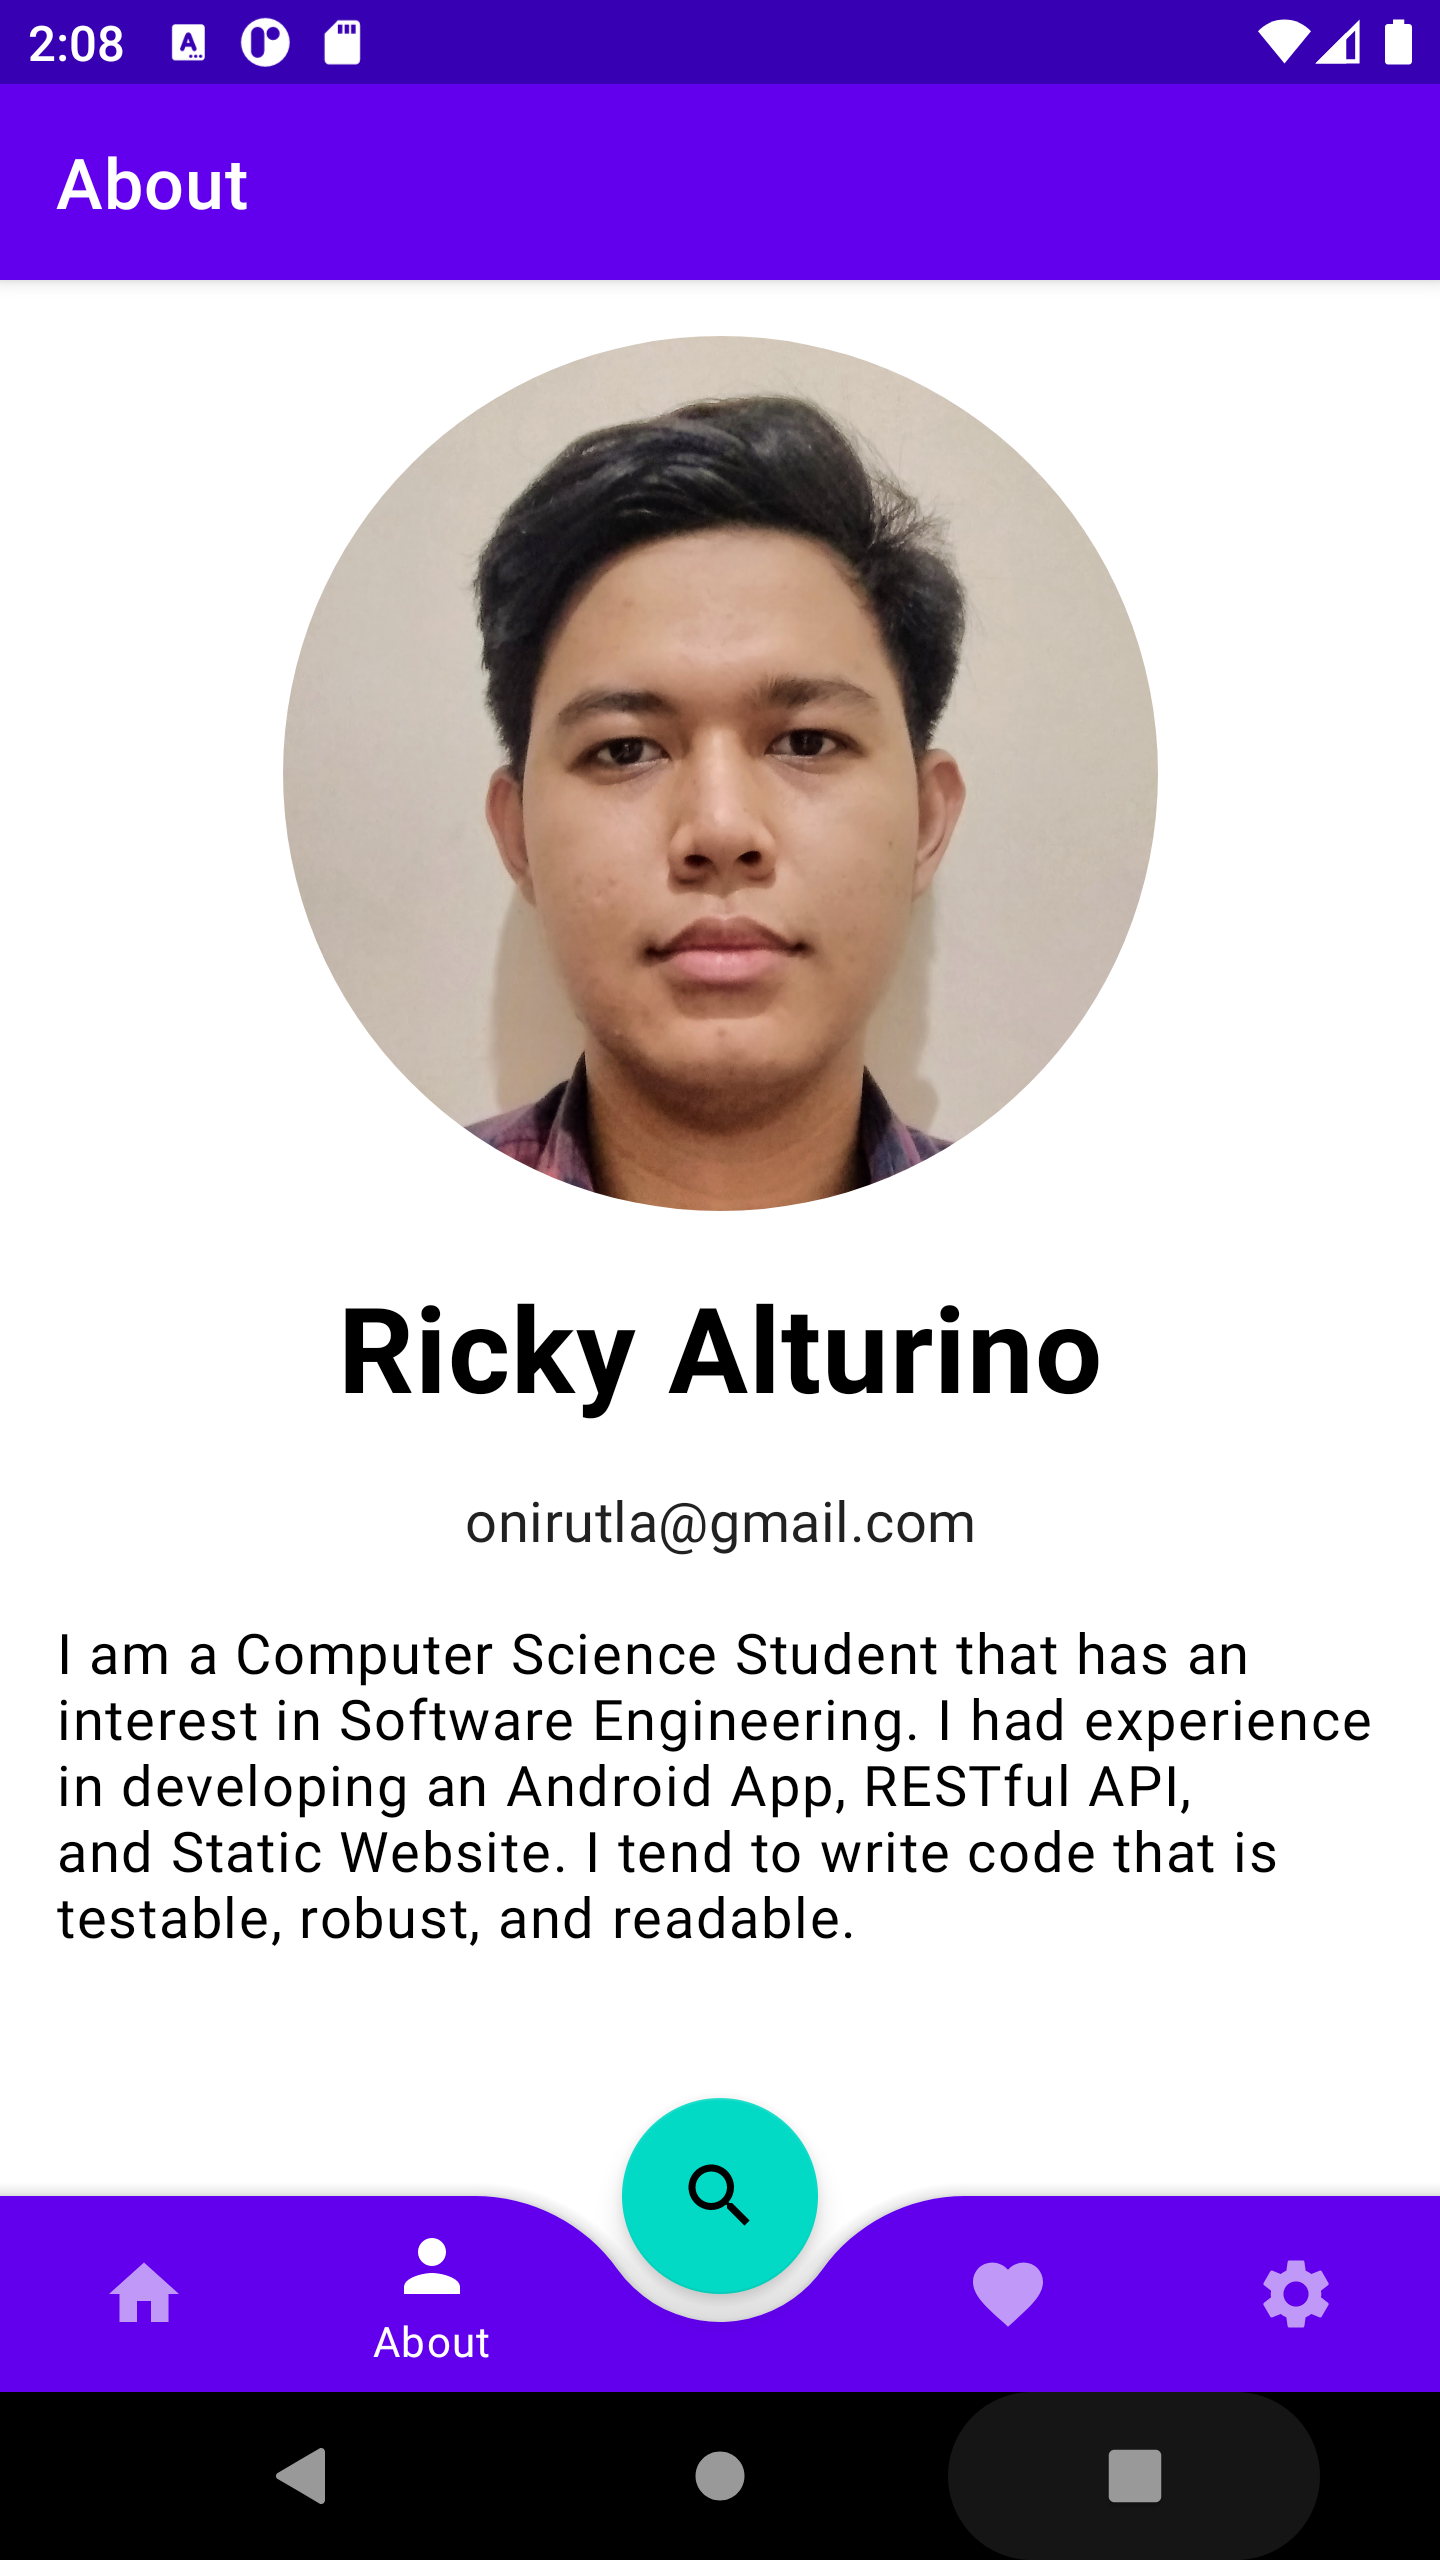 2:08
About
Ricky Alturino
onirutla@gmail.com
I am a Computer Science Student that has an
interest in Software Engineering. I had experience
in developing an Android App, RESTful API,
and Static Website. I tend to write code that is
testable, robust, and readable.
About